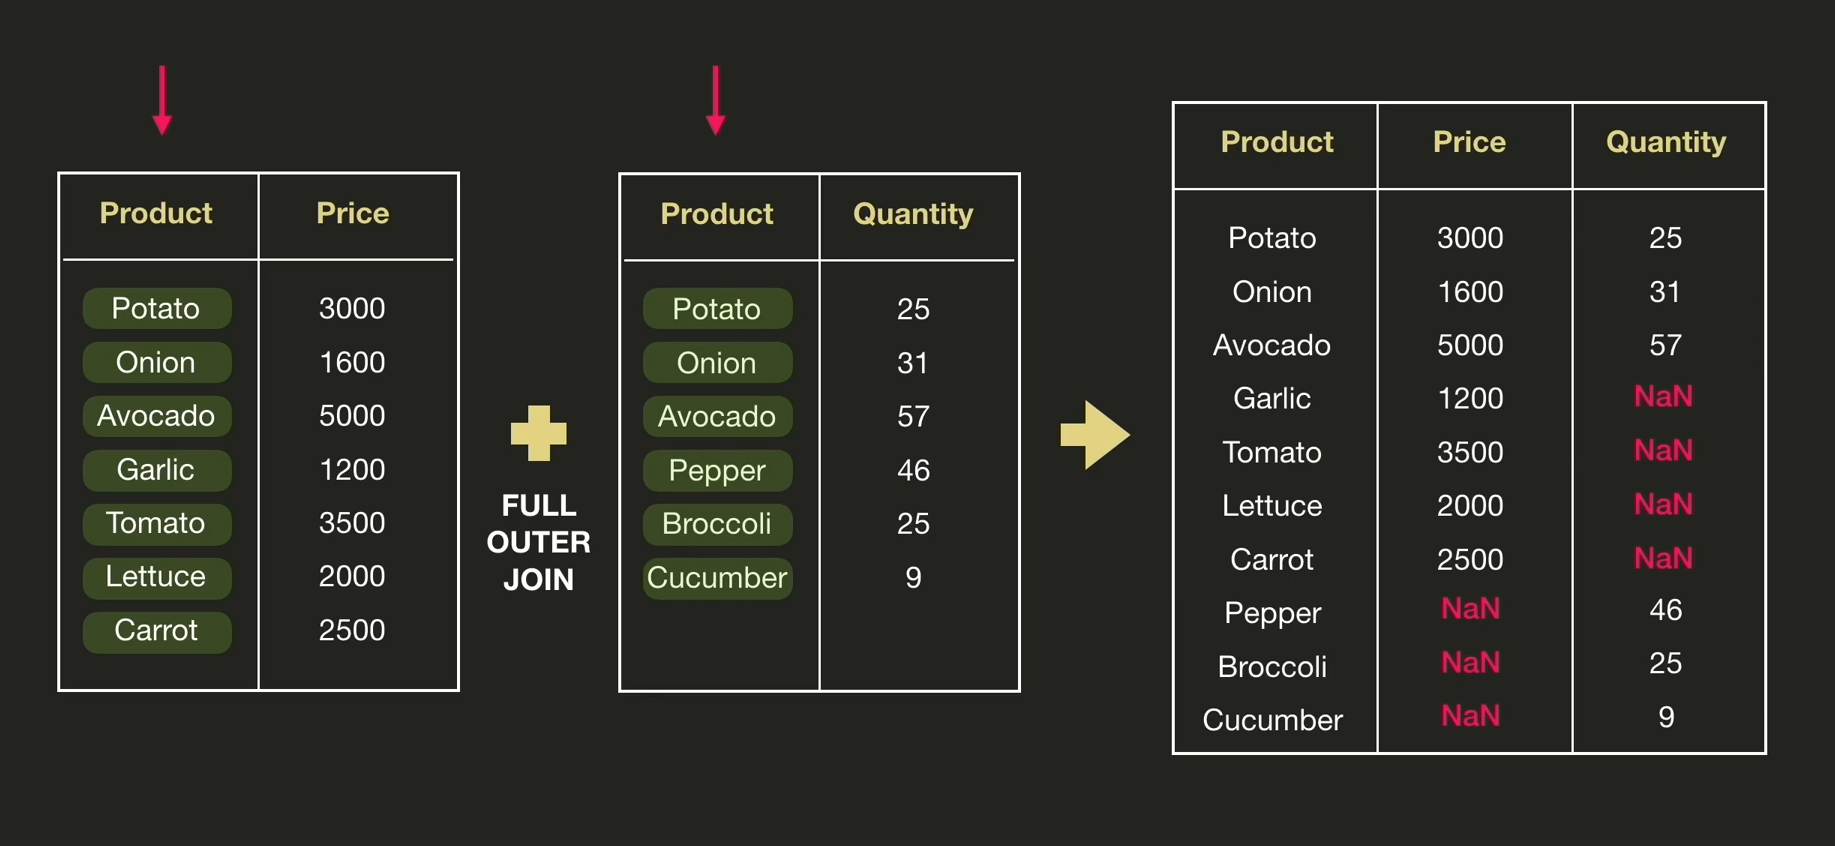 Product Price
Potato 3000
Onion 1600
Avocado 5000
Garlic 1200
Tomato 3500
Lettuce 2000
Carrot 2500
FULL
OUTER
JOIN
Product Quantity
Potato 25
Onion 31
Avocado 57
Pepper 46
Broccoli 25
Cucumber 9
Product Price Quantity
Potato 3000 25
Onion 1600 31
Avocado 5000 57
Garlic 1200 NaN
Tomato 3500 NaN
Lettuce 2000 NaN
Carrot 2500 NaN
Pepper NaN 46
Broccoli NaN 25
Cucumber NaN 9